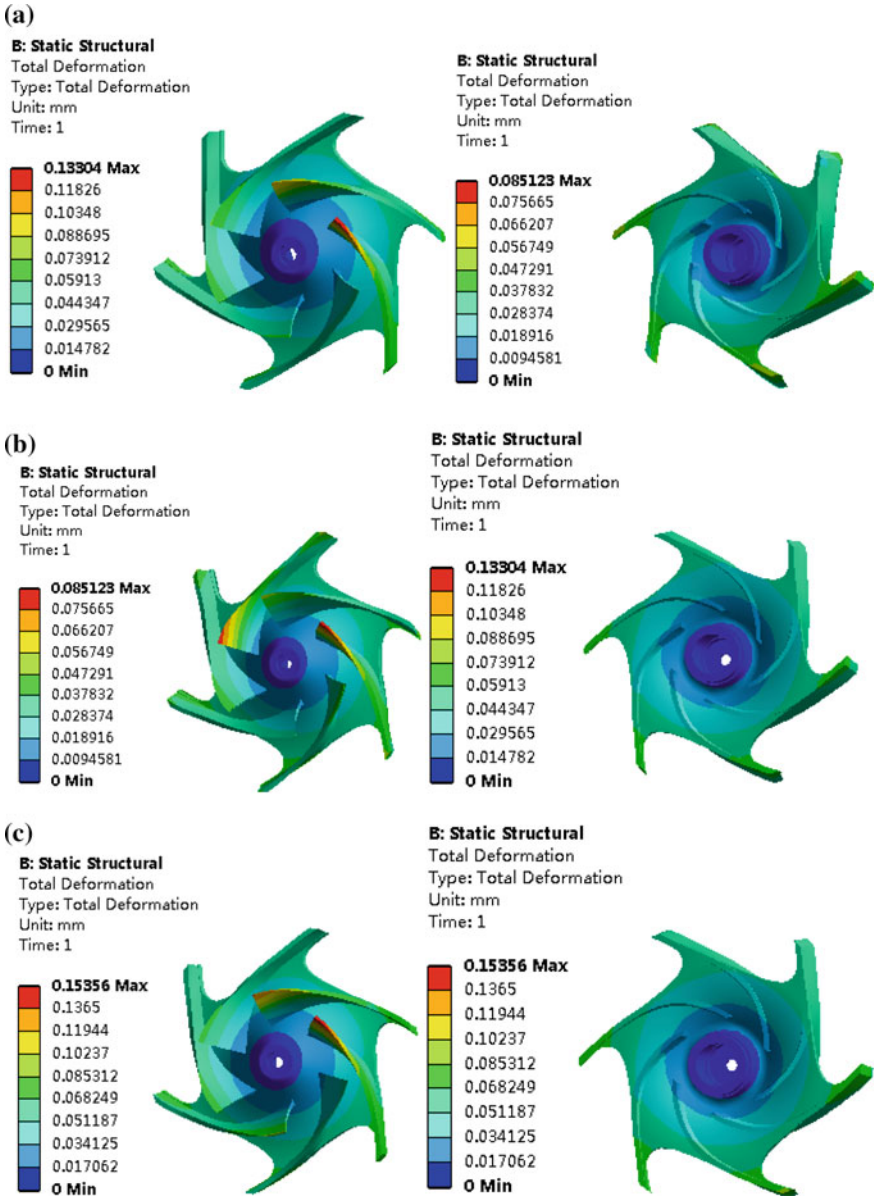 (a)
B: Static Structural
Total Deformation
Type: Total Deformation
Unit: mm
Time: 1
0.13304 Max
0.11826
0.10348
0.088695
0.073912
0.05913
0.044347
0.029565
0.014782
0 Min
B: Static Structural
Total Deformation
Type: Total Deformation
Unit: mm
Time: 1
0.085123 Max
0.075665
0.066207
0.056749
0.047291
0.037832
0.028374
0.018916
0.0094581
0 Min
(b)
B: Static Structural
Total Deformation
Type: Total Deformation
Unit: mm
Time: 1
0.085123 Max
0.075665
0.066207
0.056749
0.047291
0.037832
0.028374
0.018916
0.0094581
0 Min
B: Static Structural
Total Deformation
Type: Total Deformation
Unit: mm
Time: 1
0.13304 Max
0.11826
0.10348
0.088695
0.073912
0.05913
0.044347
0.029565
0.014782
0 Min
(c)
B: Static Structural
Total Deformation
Type: Total Deformation
Unit: mm
Time: 1
0.15356 Max
0.1365
0.11944
0.10237
0.085312
0.068249
0.051187
0.034125
0.017062
0 Min
B: Static Structural
Total Deformation
Type: Total Deformation
Unit: mm
Time: 1
0.15356 Max
0.1365
0.11944
0.10237
0.085312
0.068249
0.051187
0.034125
0.017062
0 Min